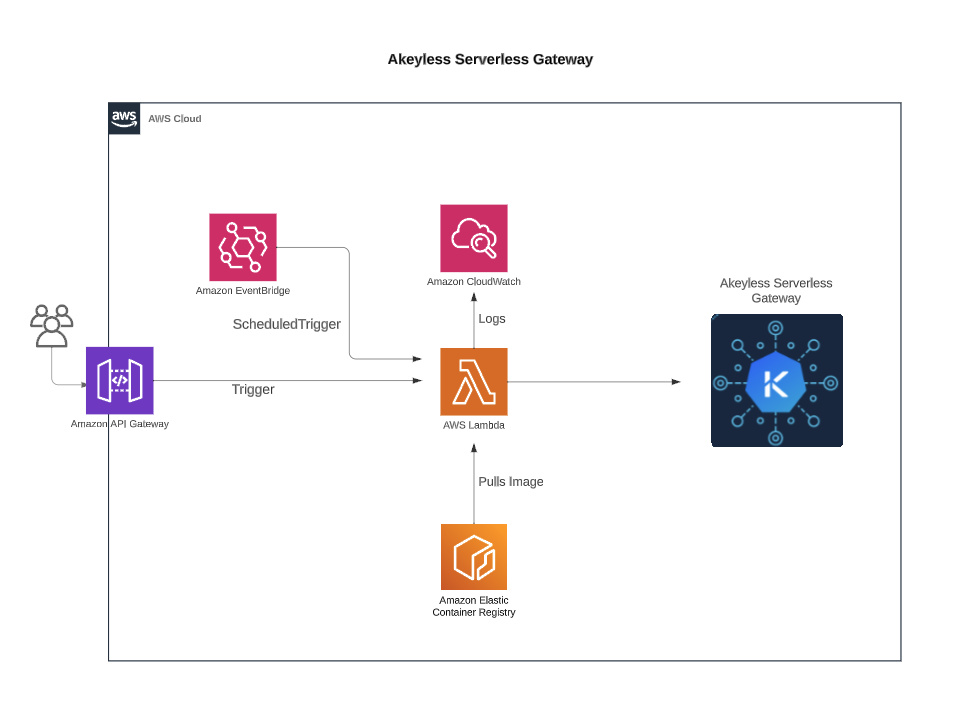 Akeyless Serverless Gateway
aws
AWS Cloud
Amazon EventBridge
Amazon CloudWatch
Akeyless Serverless
Gateway
ScheduledTrigger
Logs
</>
Trigger
Amazon API Gateway
AWS Lambda
K
Pulls Image
Amazon Elastic
Container Registry